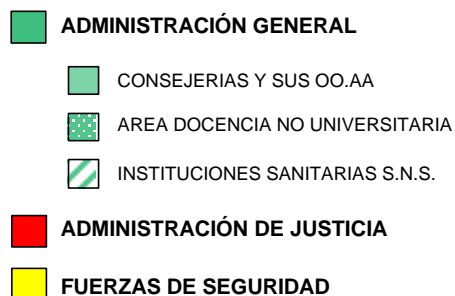 ADMINISTRACIÓN GENERAL
CONSEJERIAS Y SUS OO.AA
AREA DOCENCIA NO UNIVERSITARIA
INSTITUCIONES SANITARIAS S.N.S.
ADMINISTRACIÓN DE JUSTICIA
FUERZAS DE SEGURIDAD